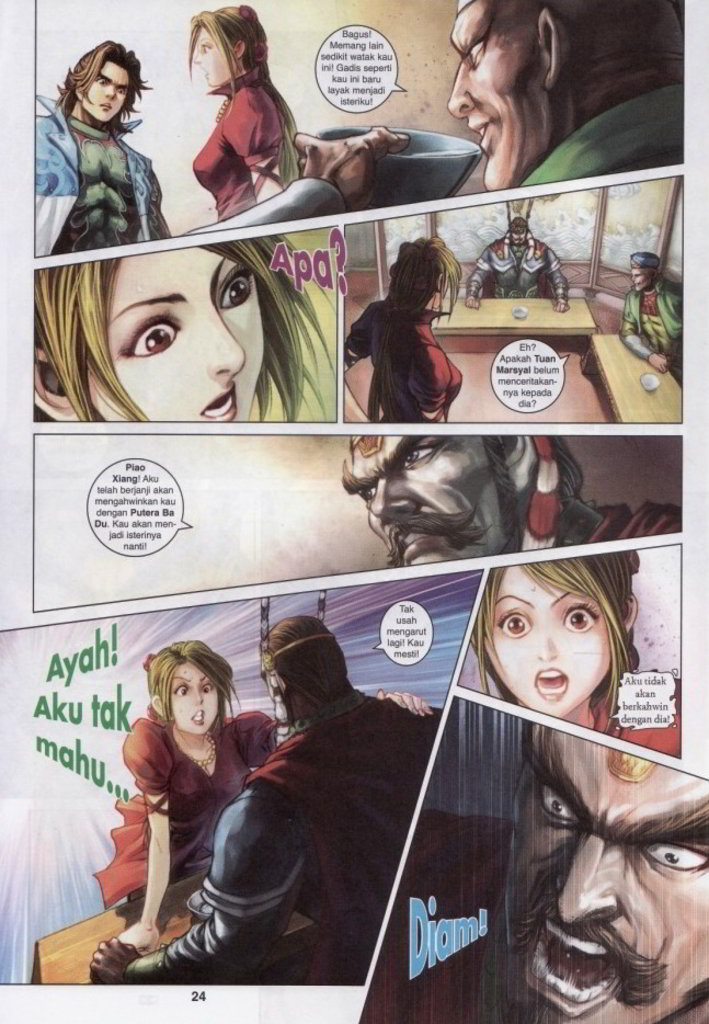 Bagus!
Memang lain
sedikit watak kau
ini! Gadis seperti
kau ini baru
layak menjadi
isteriku!
Apa?
Eh?
Apakah Tuan
Marsyal belum
menceritakan-
nya kepada
dia?
Piao
Xiang! Aku
telah berjanji akan
mengahwinkan kau
dengan Putera Ba
Du. Kau akan men-
jadi isterinya
nanti!
Ayah!
Aku tak
mahu...
Tak
usah
mengarut
lagi! Kau
mesti!
Aku tidak
akan
berkahwin
dengan dia!
Diam!
24